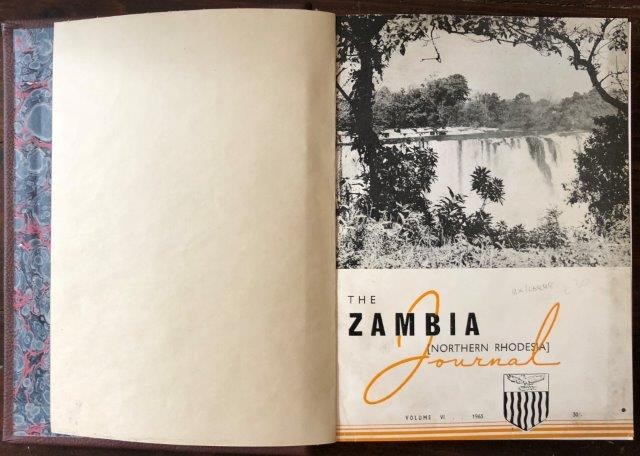 THE
ZAMBIA
[NORTHERN RHODESIA]
Journal
VOLUME VI 1965 30/-